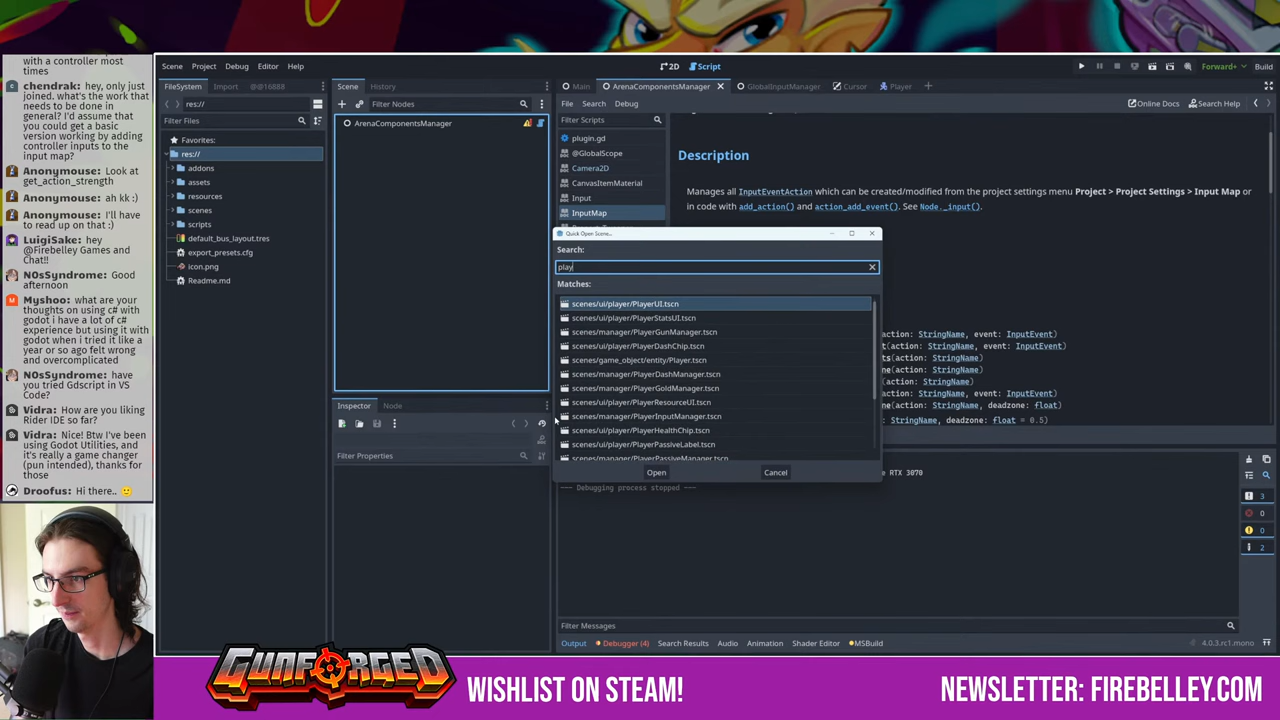 with a controller most
times
chendrak: hey, only just
joined. what's the work that
needs to be done in
general? I'd assume that
you could get a basic
version working by adding
controller inputs to the
input map?
Anonymouse: Look at
get_action_strength
Anonymouse: ah kk :)
Anonymouse: I'll have
to read up on that!
LuigiSake: hey
@Firebelley Games and
Chat!!
N0sSyndrome: Good
afternoon
Myshoo: what are your
thoughts on using c# with
godot i have a lot of c#
experience but using it with
godot when i tried it like a
year or so ago felt wrong
and overcomplicated
N0sSyndrome: have
you tried Gdscript in VS
Code?
Vidra: How are you liking
Rider IDE so far?
Vidra: Nice! Btw I've been
using Godot Utilities, and
it's really a game changer
(pun intended), thanks for
those
Droofus: Hi there..
Scene Project Debug Editor Help
2D Script
Forward+ Build
FileSystem Import @@16888
res://
Filter Files
Favorites:
res://
addons
assets
resources
scenes
scripts
default_bus_layout.tres
export_presets.cfg
icon.png
Readme.md
Scene History
Filter Nodes
ArenaComponentsManager
Inspector Node
Filter Properties
Main ArenaComponentsManager GlobalInputManager Cursor Player
File Search Debug
Online Docs Search Help
Filter Scripts
plugin.gd
@GlobalScope
Camera2D
CanvasItemMaterial
Input
InputMap
Description
Manages all InputEventAction which can be created/modified from the project settings menu Project > Project Settings > Input Map or
in code with add_action() and action_add_event(). See Node._input().
Quick Open Scene...
Search:
play
Matches:
scenes/ui/player/PlayerUI.tscn
scenes/ui/player/PlayerStatsUI.tscn
scenes/manager/PlayerGunManager.tscn
scenes/ui/player/PlayerDashChip.tscn
scenes/game_object/entity/Player.tscn
scenes/manager/PlayerDashManager.tscn
scenes/manager/PlayerGoldManager.tscn
scenes/ui/player/PlayerResourceUI.tscn
scenes/manager/PlayerInputManager.tscn
scenes/ui/player/PlayerHealthChip.tscn
scenes/ui/player/PlayerPassiveLabel.tscn
scenes/manager/PlayerPassiveManager.tscn
Open Cancel
action: StringName, event: InputEvent)
(action: StringName, event: InputEvent)
(action: StringName)
(action: StringName)
(action: StringName)
(action: StringName, deadzone: float)
action: StringName, deadzone: float = 0.5)
RTX 3070
--- Debugging process stopped ---
3
0
0
2
Filter Messages
Output Debugger (4) Search Results Audio Animation Shader Editor MSBuild
4.0.3.rc1.mono
GUNFORGED
WISHLIST ON STEAM!
NEWSLETTER: FIREBELLEY.COM